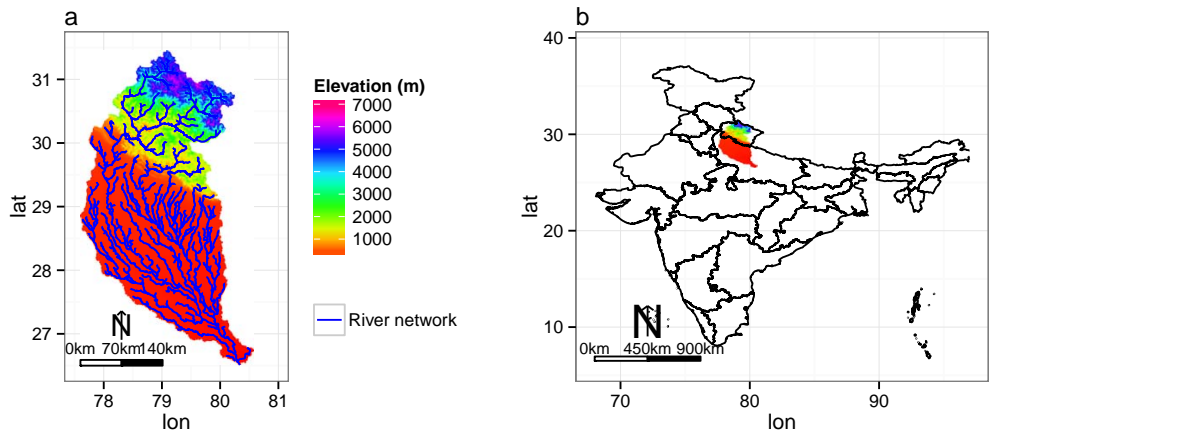 a
31
30
29
28
27
lat
N
0km 70km 140km
78 79 80 81
lon
Elevation (m)
7000
6000
5000
4000
3000
2000
1000
River network
b
40
30
20
10
lat
N
0km 450km 900km
70 80 90
lon